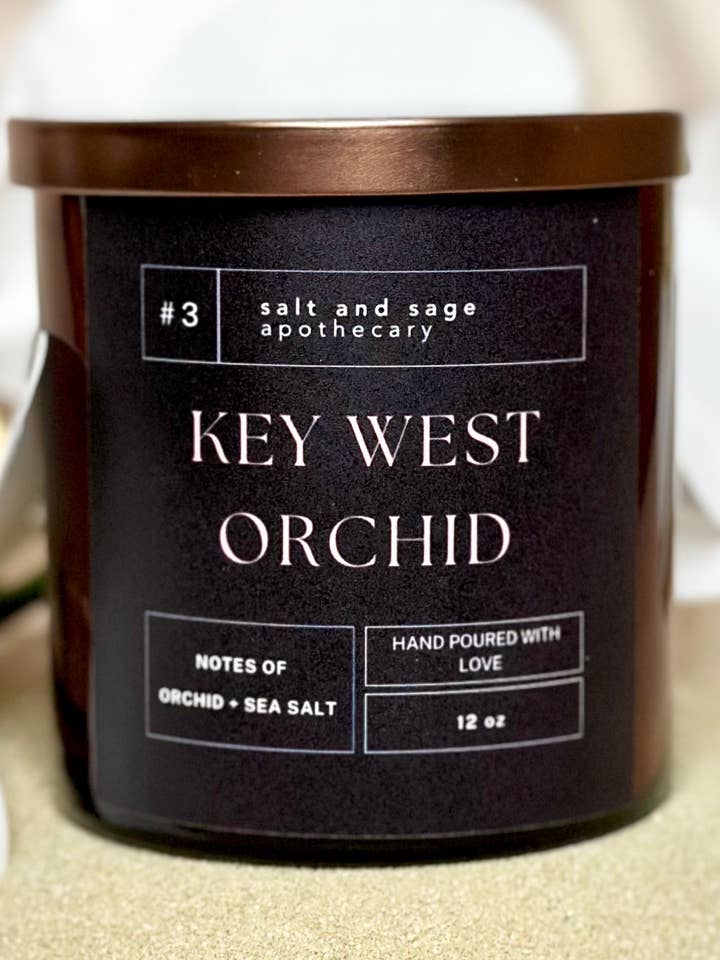 #3
salt and sage
apothecary
KEY WEST
ORCHID
NOTES OF
ORCHID + SEA SALT
HAND POURED WITH
LOVE
12 oz